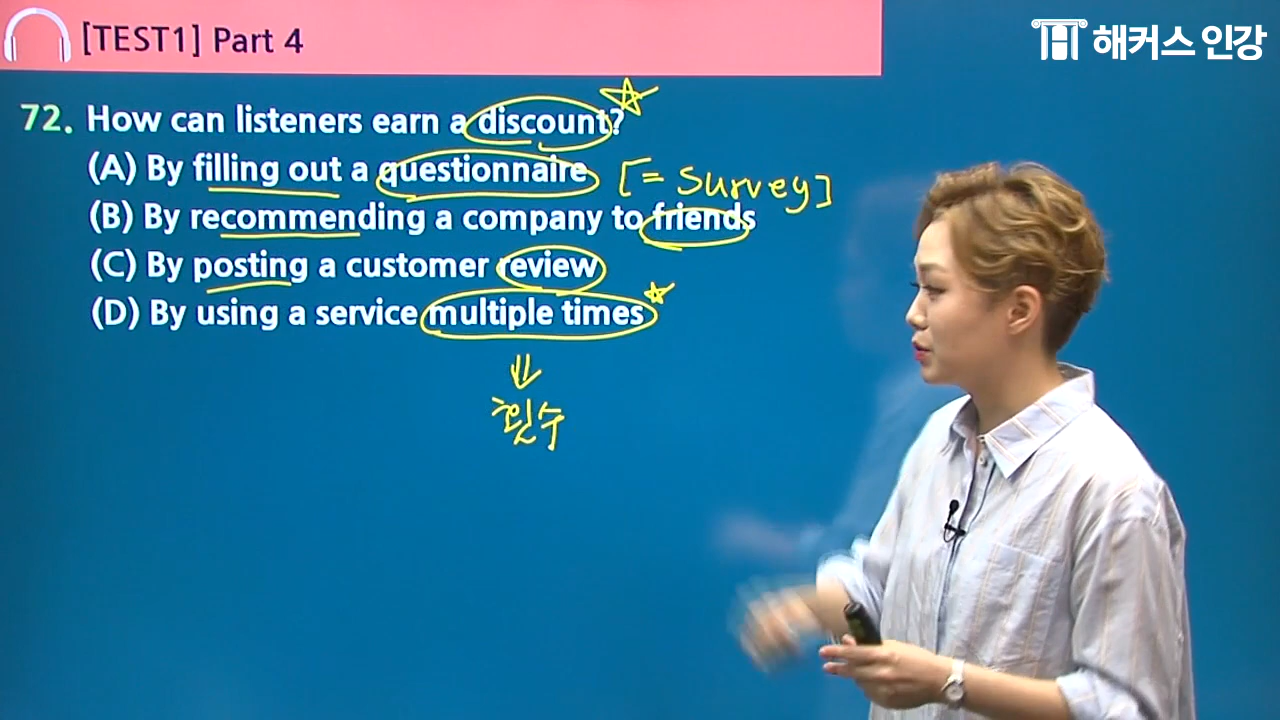 [TEST1] Part 4
해커스 인강
72. How can listeners earn a discount?
(A) By filling out a questionnaire [= survey]
(B) By recommending a company to friends
(C) By posting a customer review
(D) By using a service multiple times
횟수